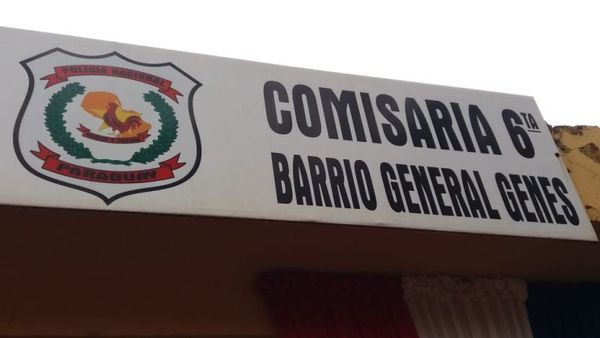 POLICIA NACIONAL
PARAGUAY
COMISARIA 6TA
BARRIO GENERAL GENES